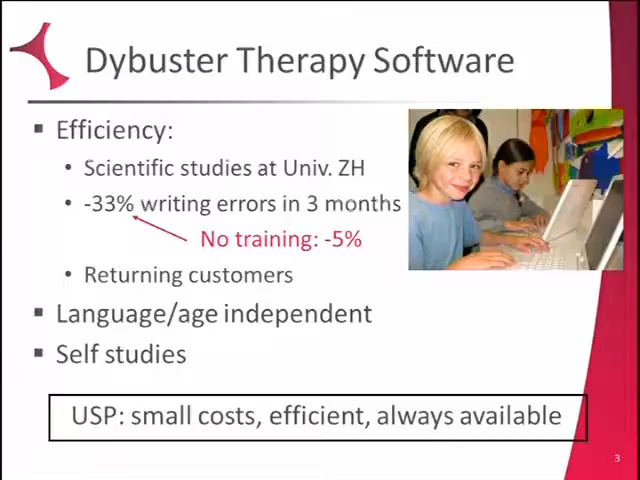 Dybuster Therapy Software
▪ Efficiency:
• Scientific studies at Univ. ZH
• -33% writing errors in 3 months
No training: -5%
• Returning customers
▪ Language/age independent
▪ Self studies
USP: small costs, efficient, always available
3